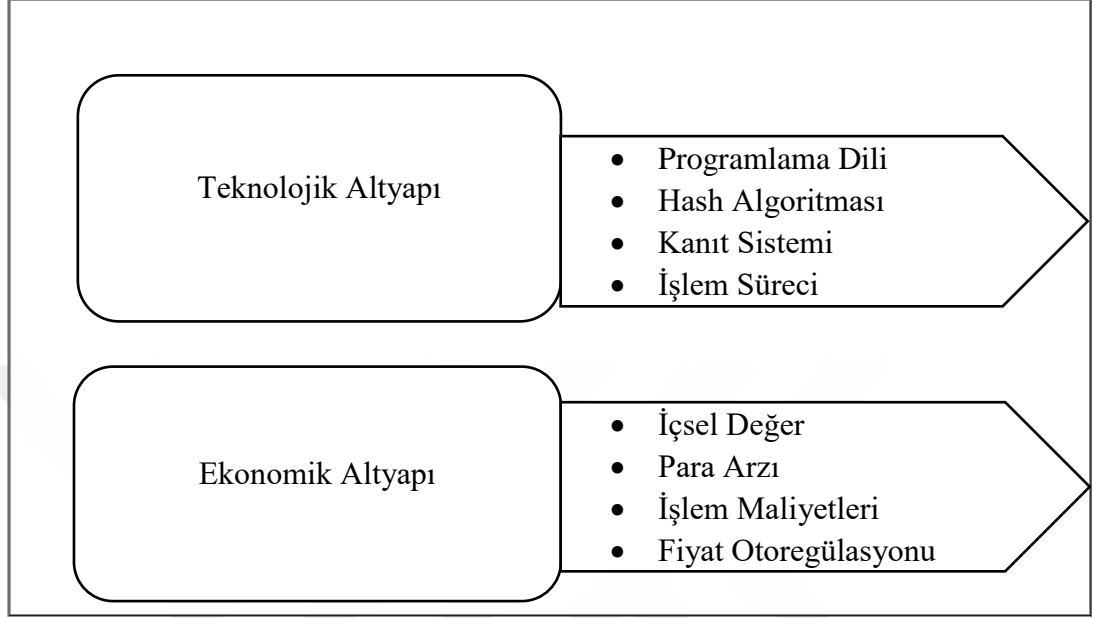 Teknolojik Altyapı
• Programlama Dili
• Hash Algoritması
• Kanıt Sistemi
• İşlem Süreci
Ekonomik Altyapı
• İçsel Değer
• Para Arzı
• İşlem Maliyetleri
• Fiyat Otoregülasyonu